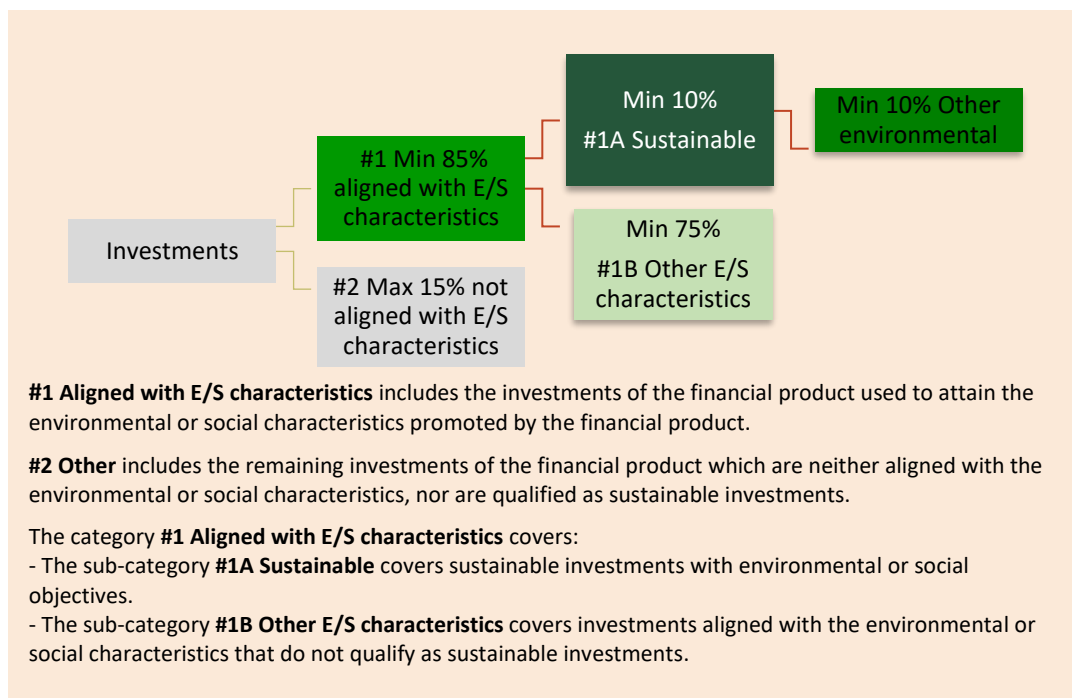 Investments
#1 Min 85%
aligned with E/S
characteristics
#2 Max 15% not
aligned with E/S
characteristics
Min 10%
#1A Sustainable
Min 75%
#1B Other E/S
characteristics
Min 10% Other
environmental
#1 Aligned with E/S characteristics includes the investments of the financial product used to attain the
environmental or social characteristics promoted by the financial product.
#2 Other includes the remaining investments of the financial product which are neither aligned with the
environmental or social characteristics, nor are qualified as sustainable investments.
The category #1 Aligned with E/S characteristics covers:
- The sub-category #1A Sustainable covers sustainable investments with environmental or social
objectives.
- The sub-category #1B Other E/S characteristics covers investments aligned with the environmental or
social characteristics that do not qualify as sustainable investments.